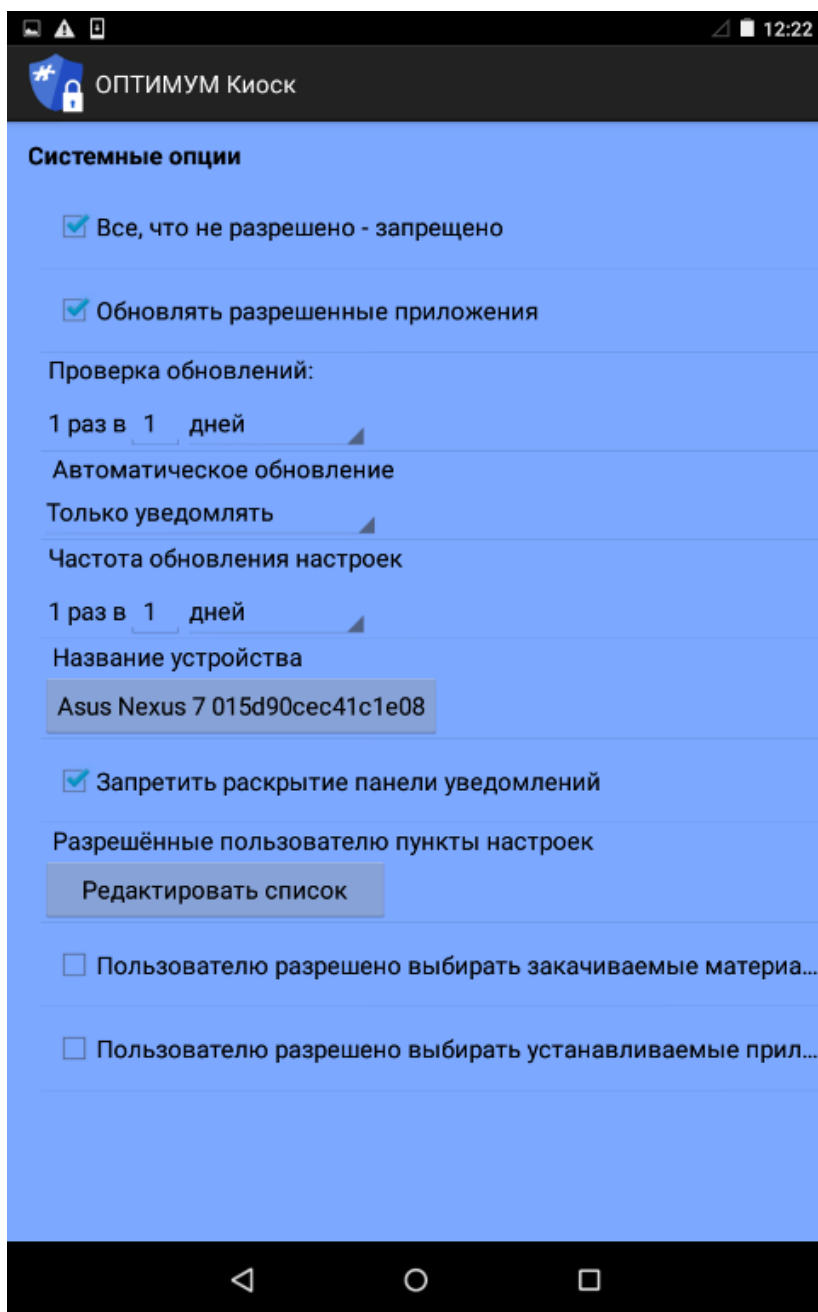 12:22
ОПТИМУМ Киоск
Системные опции
Все, что не разрешено - запрещено
Обновлять разрешенные приложения
Проверка обновлений:
1 раз в 1 дней
Автоматическое обновление
Только уведомлять
Частота обновления настроек
1 раз в 1 дней
Название устройства
Asus Nexus 7 015d90cec41c1e08
Запретить раскрытие панели уведомлений
Разрешённые пользователю пункты настроек
Редактировать список
Пользователю разрешено выбирать закачиваемые материа...
Пользователю разрешено выбирать устанавливаемые прил...